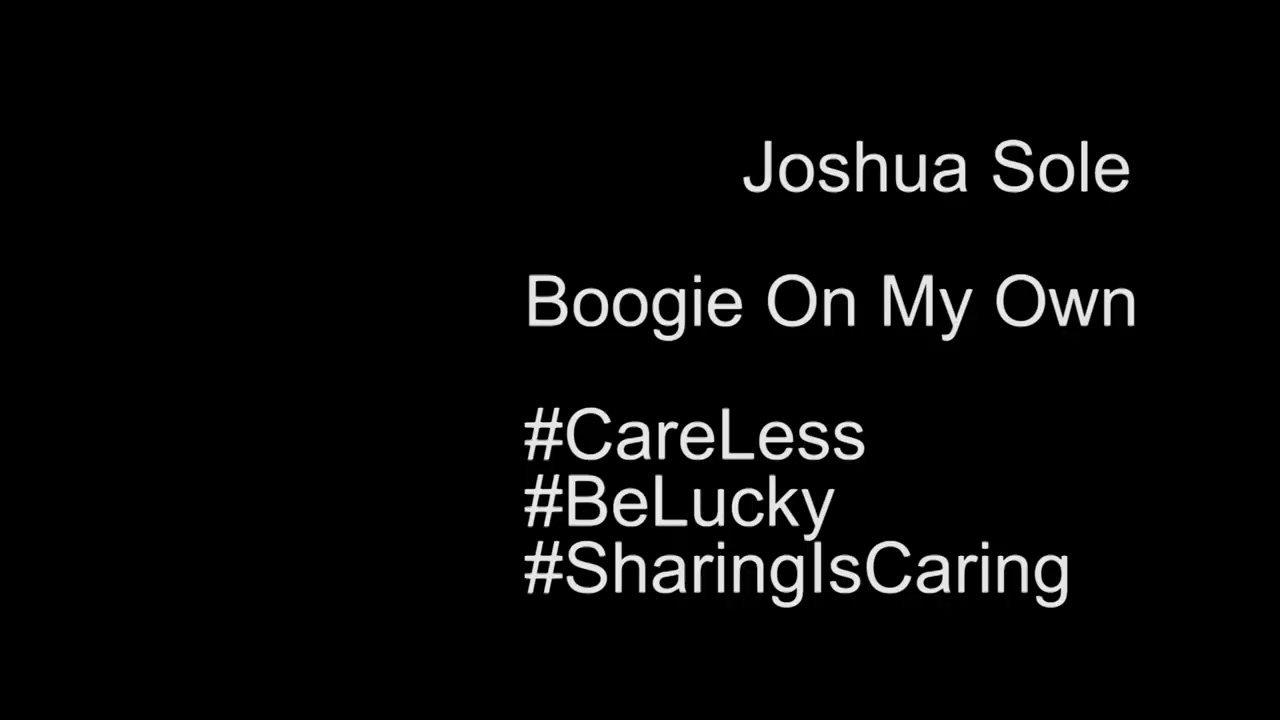 Joshua Sole
Boogie On My Own
#CareLess
#BeLucky
#SharingIsCaring